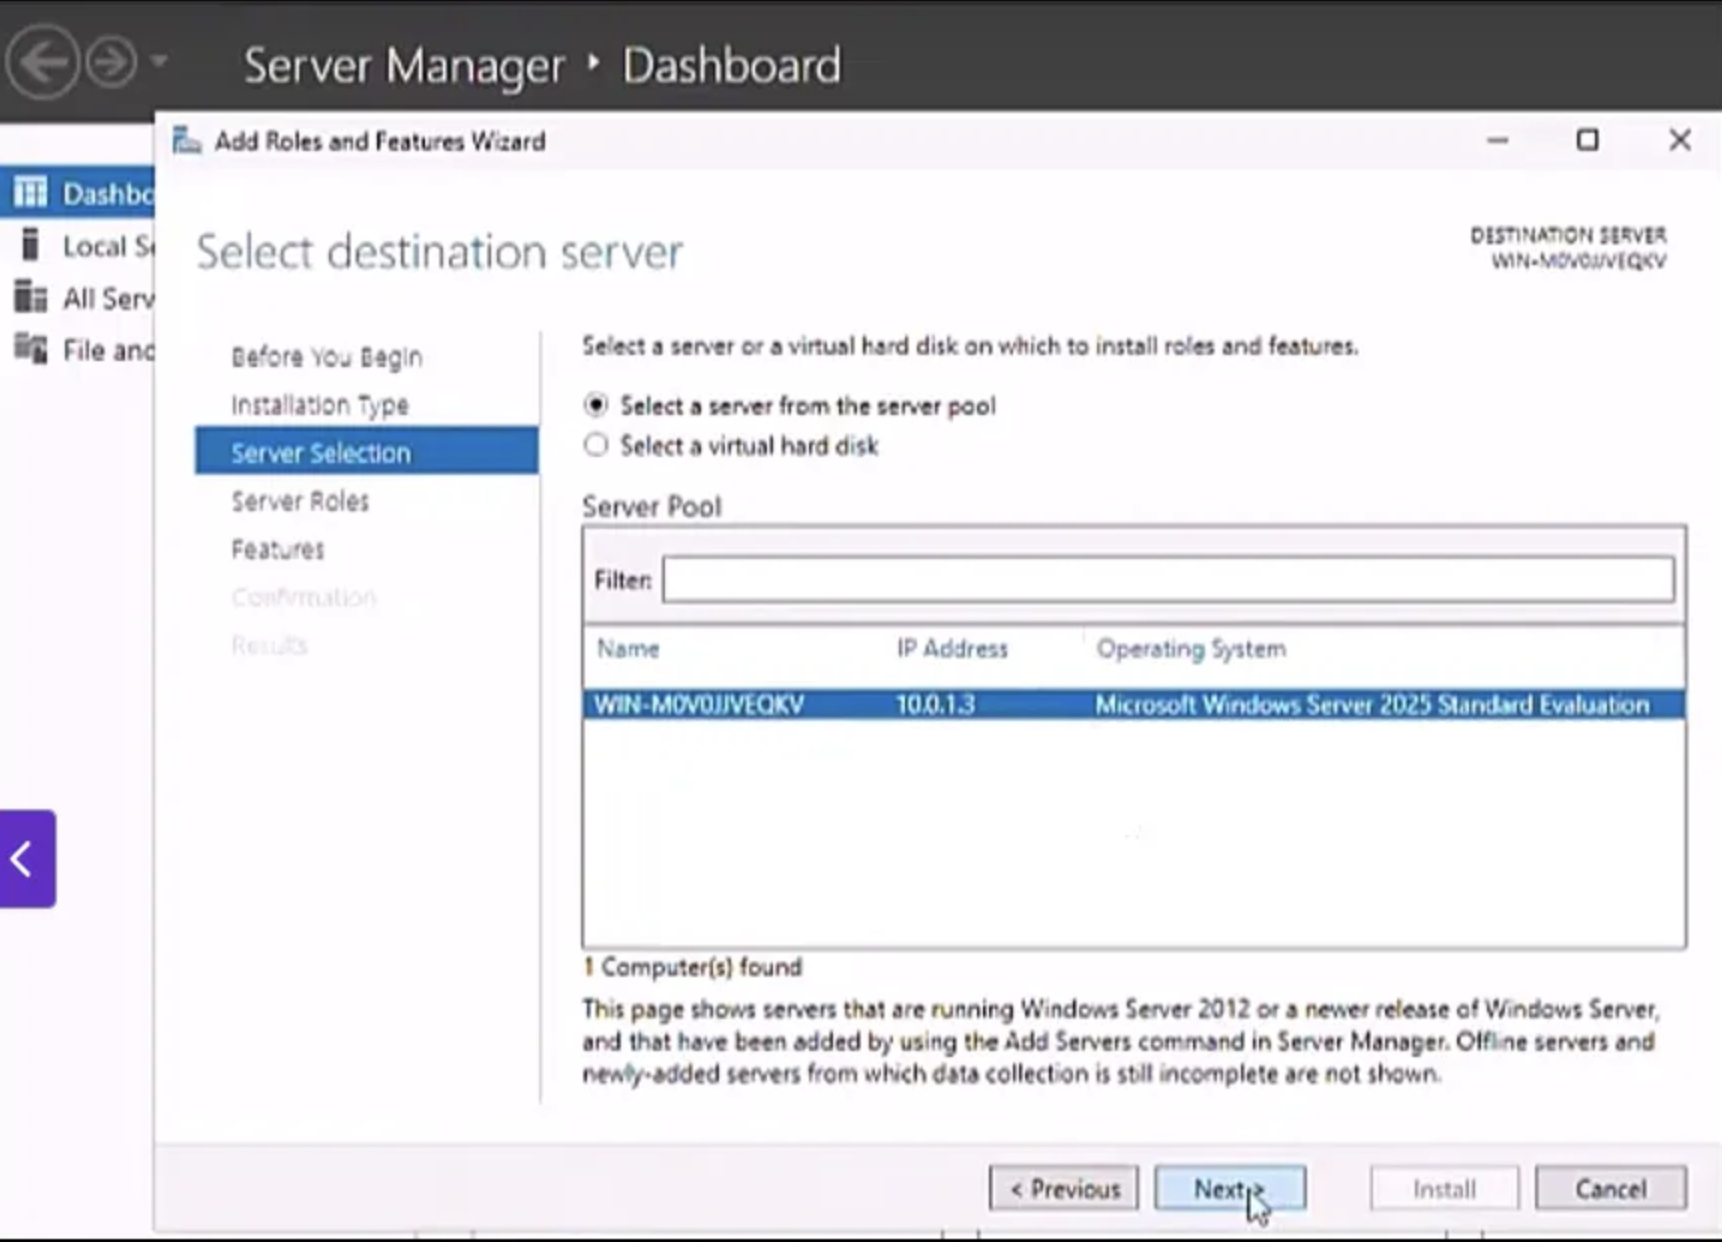 Server Manager ‣ Dashboard
Add Roles and Features Wizard
Dashbo
Local Se
All Serv
File and
Select destination server
DESTINATION SERVER
WIN-M0V0JJVEQKV
Before You Begin
Installation Type
Server Selection
Server Roles
Features
Confirmation
Results
Select a server or a virtual hard disk on which to install roles and features.
Select a server from the server pool
Select a virtual hard disk
Server Pool
Filter:
Name IP Address Operating System
WIN-M0V0JJVEQKV 10.0.1.3 Microsoft Windows Server 2025 Standard Evaluation
1 Computer(s) found
This page shows servers that are running Windows Server 2012 or a newer release of Windows Server,
and that have been added by using the Add Servers command in Server Manager. Offline servers and
newly-added servers from which data collection is still incomplete are not shown.
< Previous Next > Install Cancel